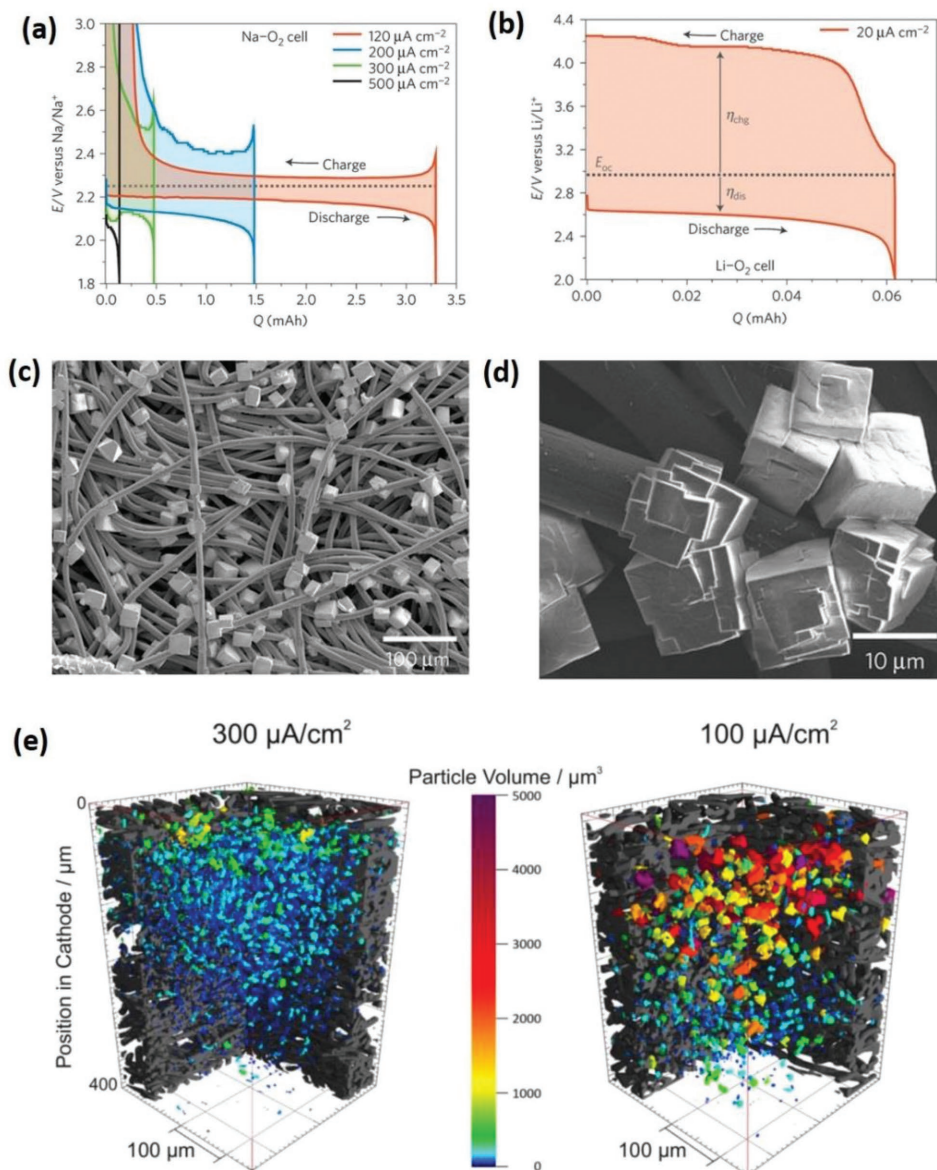 (a)
Na–O₂ cell
120 μA cm⁻²
200 μA cm⁻²
300 μA cm⁻²
500 μA cm⁻²
E/V versus Na/Na⁺
3.0
2.8
2.6
2.4
2.2
2.0
1.8
Charge
Discharge
0.0
0.5
1.0
1.5
2.0
2.5
3.0
3.5
Q (mAh)
(b)
20 μA cm⁻²
E/V versus Li/Li⁺
4.4
4.0
3.6
3.2
2.8
2.4
2.0
Charge
ηchg
Eoc
ηdis
Discharge
Li–O₂ cell
0.00
0.02
0.04
0.06
Q (mAh)
(c)
100 μm
(d)
10 μm
(e)
300 μA/cm²
100 μA/cm²
Particle Volume / μm³
5000
4000
3000
2000
1000
0
Position in Cathode / μm
0
400
100 μm
100 μm